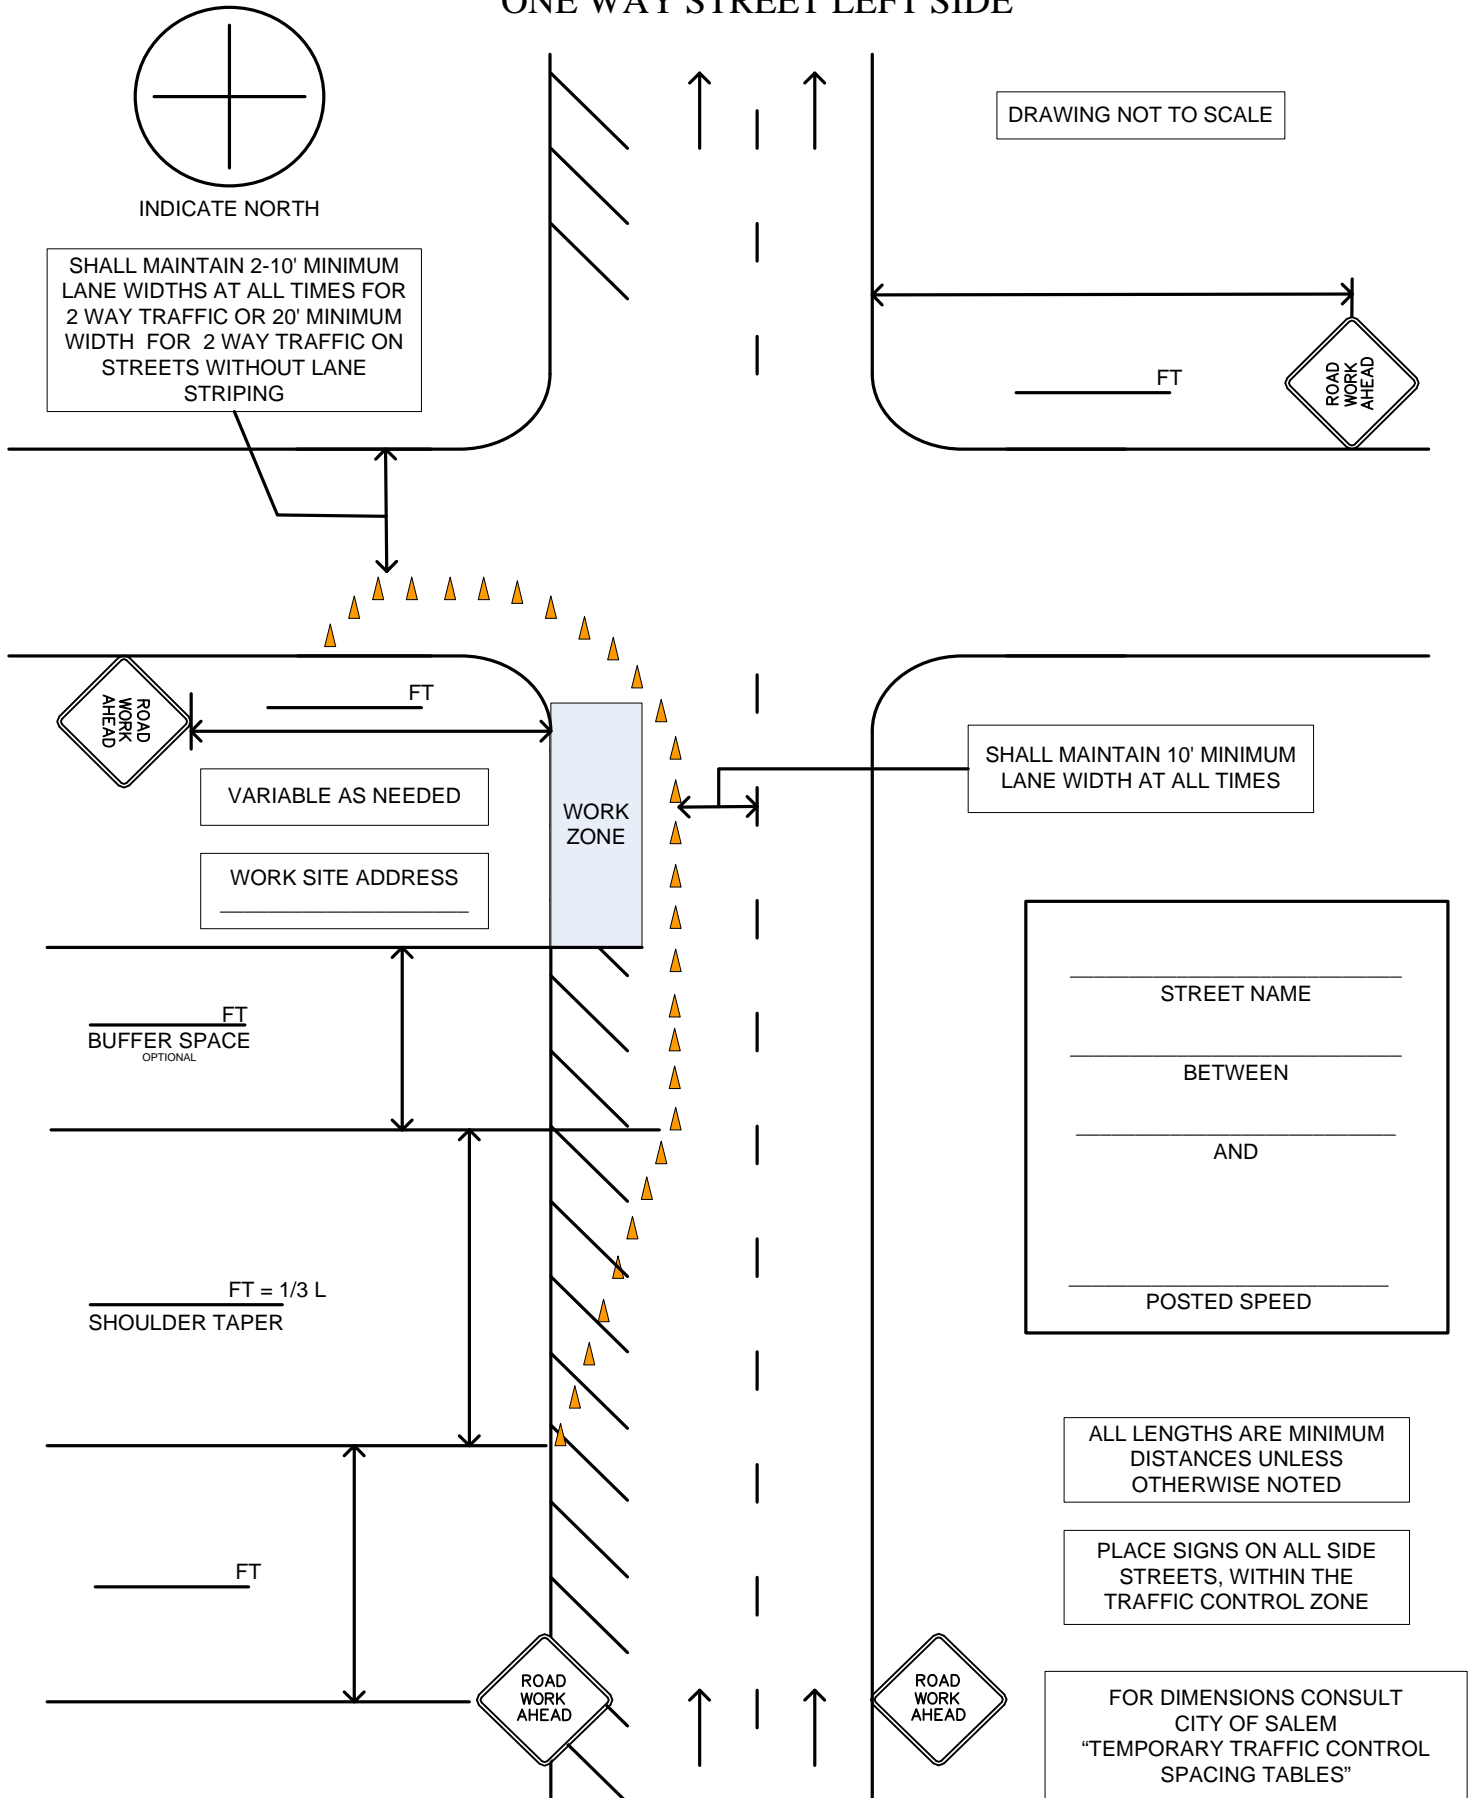 ONE WAY STREET LEFT SIDE
DRAWING NOT TO SCALE
INDICATE NORTH
SHALL MAINTAIN 2-10' MINIMUM
LANE WIDTHS AT ALL TIMES FOR
2 WAY TRAFFIC OR 20' MINIMUM
WIDTH FOR 2 WAY TRAFFIC ON
STREETS WITHOUT LANE
STRIPING
FT
ROAD
WORK
AHEAD
ROAD
WORK
AHEAD
FT
SHALL MAINTAIN 10' MINIMUM
LANE WIDTH AT ALL TIMES
VARIABLE AS NEEDED
WORK
ZONE
WORK SITE ADDRESS
STREET NAME
FT
BUFFER SPACE
OPTIONAL
BETWEEN
AND
FT = 1/3 L
SHOULDER TAPER
POSTED SPEED
ALL LENGTHS ARE MINIMUM
DISTANCES UNLESS
OTHERWISE NOTED
PLACE SIGNS ON ALL SIDE
STREETS, WITHIN THE
TRAFFIC CONTROL ZONE
FT
ROAD
WORK
AHEAD
ROAD
WORK
AHEAD
FOR DIMENSIONS CONSULT
CITY OF SALEM
“TEMPORARY TRAFFIC CONTROL
SPACING TABLES”